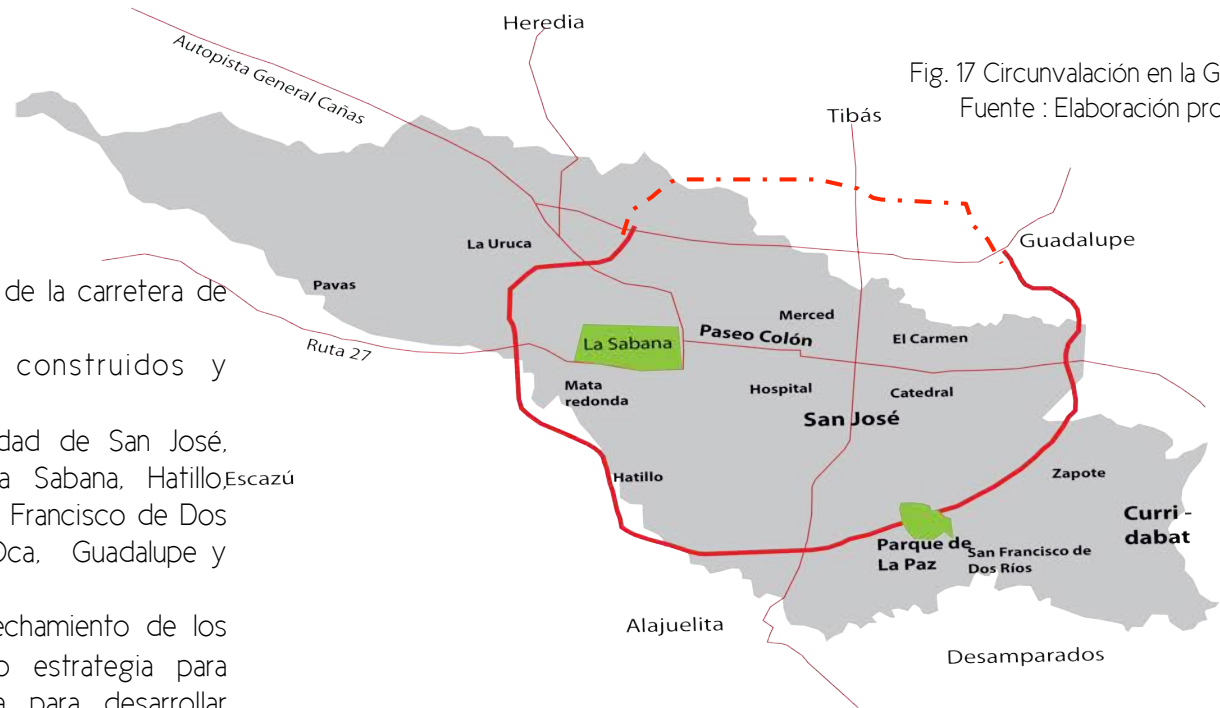 Heredia
Autopista General Cañas
Fig. 17 Circunvalación en la G
Fuente : Elaboración pro
Tibás
La Uruca
Guadalupe
de la carretera de
Pavas
Merced
Paseo Colón
El Carmen
La Sabana
Ruta 27
construidos y
Mata
redonda
Hospital
Catedral
San José
dad de San José,
a Sabana, Hatillo,
Escazú
Hatillo
Zapote
Francisco de Dos
Curri -
dabat
Oca, Guadalupe y
Parque de
La Paz
San Francisco de
Dos Ríos
echamiento de los
Alajuelita
o estrategia para
Desamparados
a para desarrollar